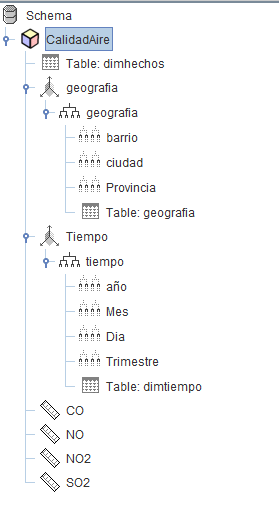 Schema
CalidadAire
Table: dimhechos
geografia
geografia
barrio
ciudad
Provincia
Table: geografia
Tiempo
tiempo
año
Mes
Dia
Trimestre
Table: dimtiempo
CO
NO
NO2
SO2